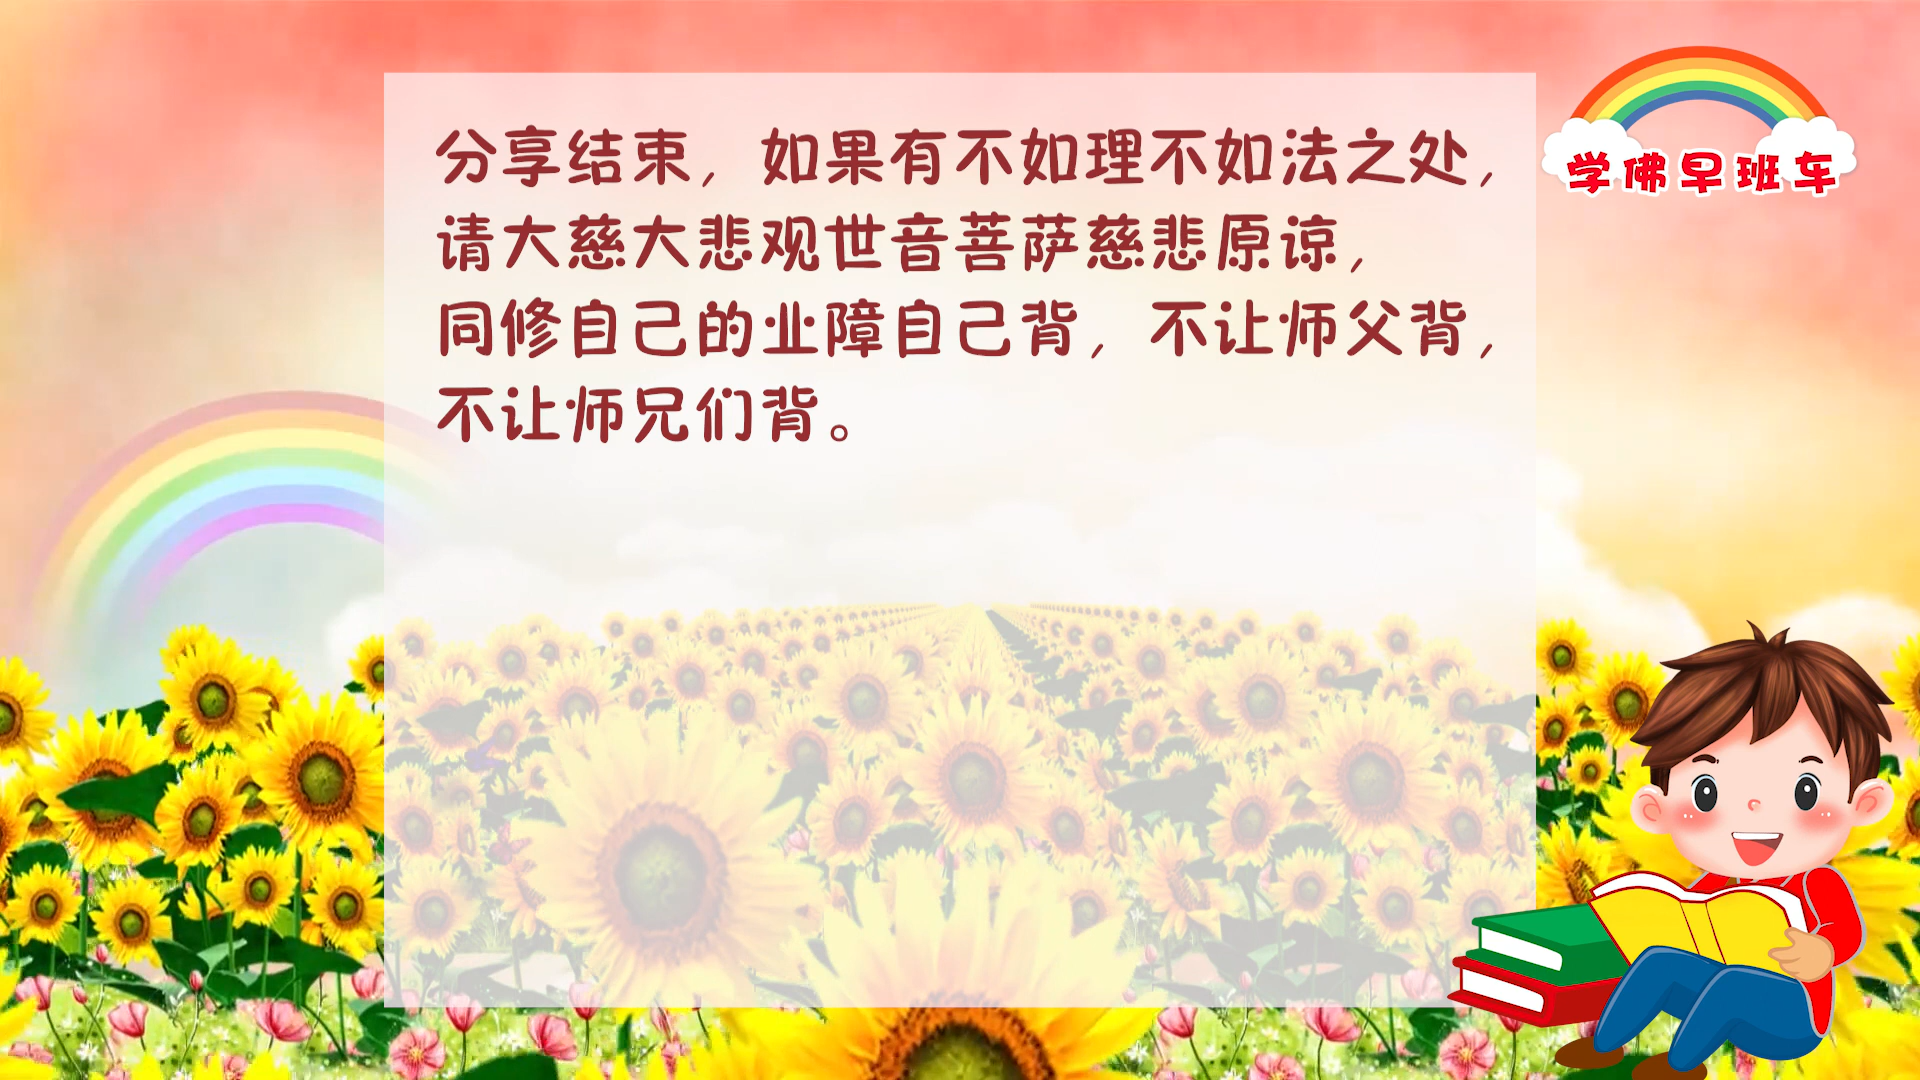 分享结束，如果有不如理不如法之处，
请大慈大悲观世音菩萨慈悲原谅，
同修自己的业障自己背，不让师父背，
不让师兄们背。
学佛早班车